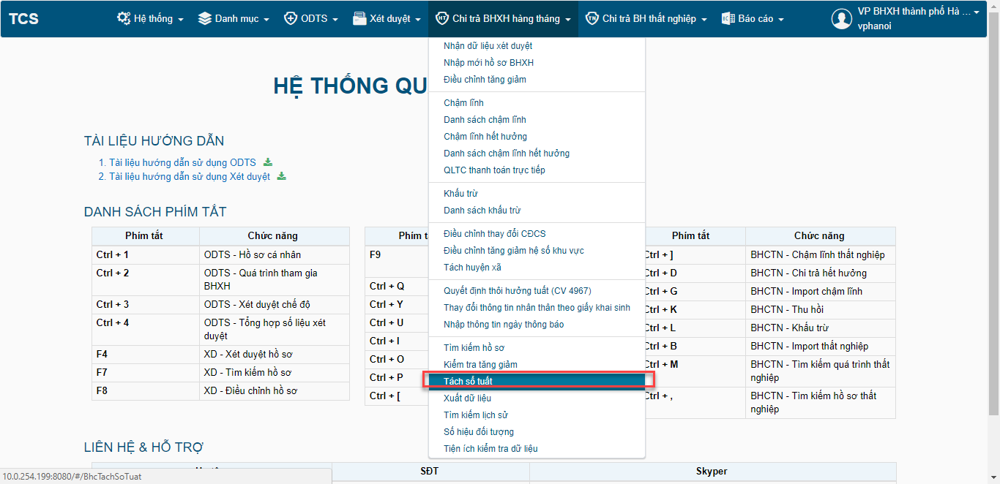 TCS
Hệ thống
Danh mục
ODTS
Xét duyệt
Chi trả BHXH hàng tháng
Chi trả BH thất nghiệp
Báo cáo
VP BHXH thành phố Hà ...
vphanoi
Nhận dữ liệu xét duyệt
Nhập mới hồ sơ BHXH
Điều chỉnh tăng giảm
Chậm lĩnh
Danh sách chậm lĩnh
Chậm lĩnh hết hưởng
Danh sách chậm lĩnh hết hưởng
QLTC thanh toán trực tiếp
Khấu trừ
Danh sách khấu trừ
Điều chỉnh thay đổi CĐCS
Điều chỉnh tăng giảm hệ số khu vực
Tách huyện xã
Quyết định thôi hưởng tuất (CV 4967)
Thay đổi thông tin nhân thân theo giấy khai sinh
Nhập thông tin ngày thông báo
Tìm kiếm hồ sơ
Kiểm tra tăng giảm
Tách sổ tuất
Xuất dữ liệu
Tìm kiếm lịch sử
Số hiệu đối tượng
Tiện ích kiểm tra dữ liệu
HỆ THỐNG QU
TÀI LIỆU HƯỚNG DẪN
1. Tài liệu hướng dẫn sử dụng ODTS
2. Tài liệu hướng dẫn sử dụng Xét duyệt
DANH SÁCH PHÍM TẮT
Phím tắt Chức năng
Ctrl + 1 ODTS - Hồ sơ cá nhân
Ctrl + 2 ODTS - Quá trình tham gia
BHXH
Ctrl + 3 ODTS - Xét duyệt chế độ
Ctrl + 4 ODTS - Tổng hợp số liệu xét
duyệt
F4 XD - Xét duyệt hồ sơ
F7 XD - Tìm kiếm hồ sơ
F8 XD - Điều chỉnh hồ sơ
Phím t
F9
Ctrl + Q
Ctrl + Y
Ctrl + U
Ctrl + I
Ctrl + O
Ctrl + P
Ctrl + [
Phím tắt Chức năng
Ctrl + ] BHCTN - Chậm lĩnh thất nghiệp
Ctrl + D BHCTN - Chi trả hết hưởng
Ctrl + G BHCTN - Import chậm lĩnh
Ctrl + K BHCTN - Thu hồi
Ctrl + L BHCTN - Khấu trừ
Ctrl + B BHCTN - Import thất nghiệp
Ctrl + M BHCTN - Tìm kiếm quá trình thất
nghiệp
Ctrl + , BHCTN - Tìm kiếm hồ sơ thất
nghiệp
LIÊN HỆ & HỖ TRỢ
SĐT Skyper
10.0.254.199:8080/#/BhcTachSoTuat